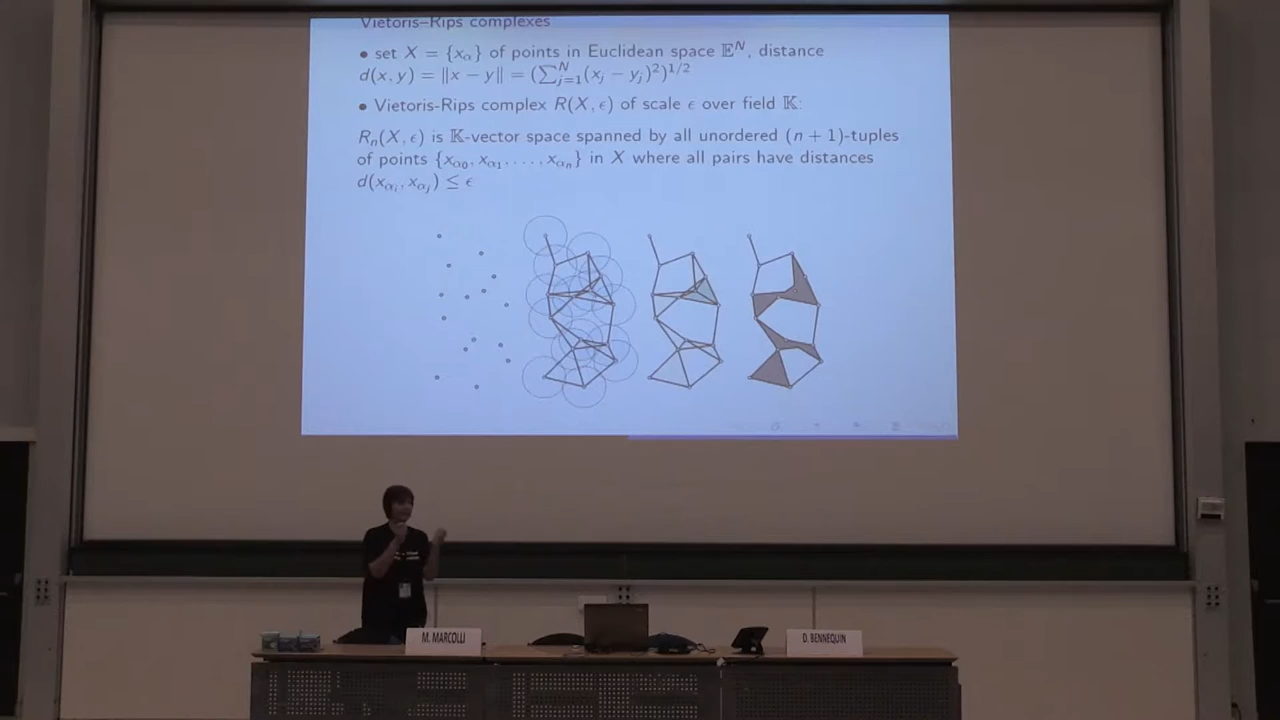 Vietoris–Rips complexes
• set X = {x_α} of points in Euclidean space 𝔼^N, distance
d(x, y) = ‖x − y‖ = (∑_{j=1}^N (x_j − y_j)²)^{1/2}
• Vietoris-Rips complex R(X, ϵ) of scale ϵ over field 𝕂:
R_n(X, ϵ) is 𝕂-vector space spanned by all unordered (n + 1)-tuples
of points {x_{α_0}, x_{α_1}, . . . , x_{α_n}} in X where all pairs have distances
d(x_{α_i}, x_{α_j}) ≤ ϵ
M. MARCOLLI
D. BENNEQUIN